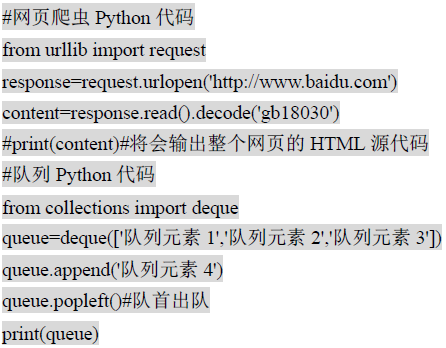 #网页爬虫 Python 代码
from urllib import request
response=request.urlopen('http://www.baidu.com')
content=response.read().decode('gb18030')
#print(content)#将会输出整个网页的 HTML 源代码
#队列 Python 代码
from collections import deque
queue=deque(['队列元素 1','队列元素 2','队列元素 3'])
queue.append('队列元素 4')
queue.popleft()#队首出队
print(queue)